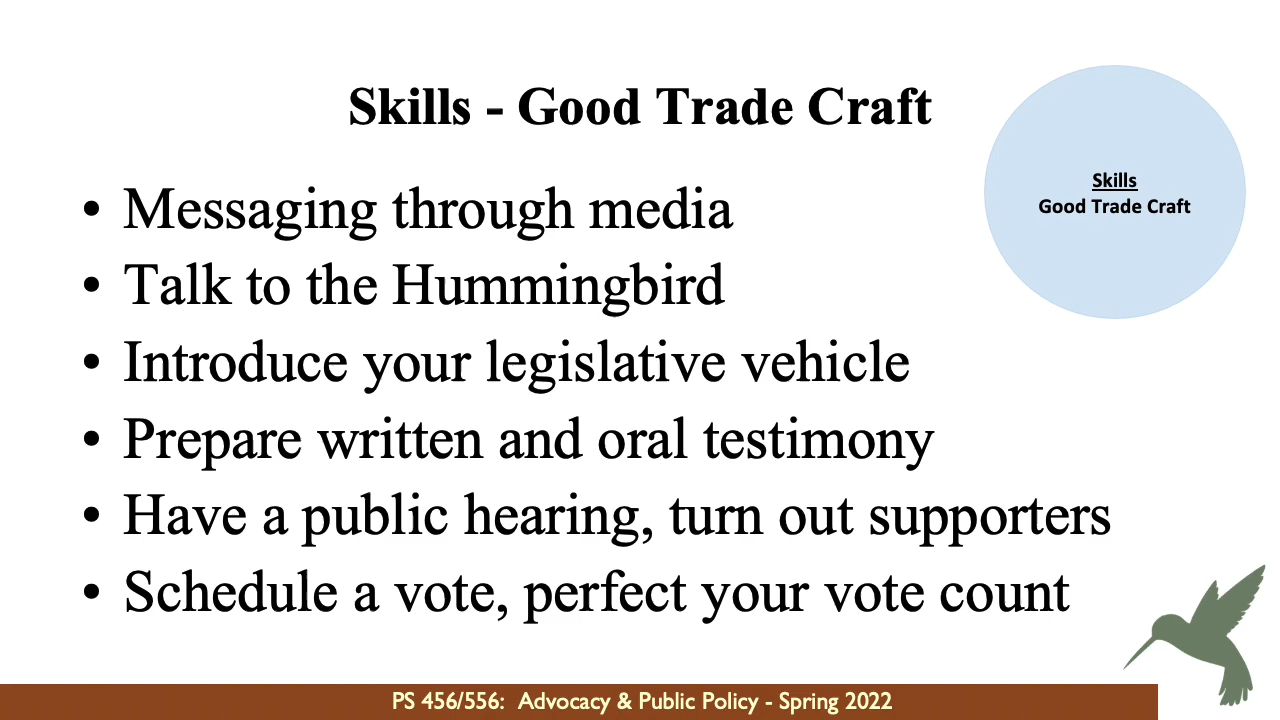 Skills - Good Trade Craft
Skills
Good Trade Craft
• Messaging through media
• Talk to the Hummingbird
• Introduce your legislative vehicle
• Prepare written and oral testimony
• Have a public hearing, turn out supporters
• Schedule a vote, perfect your vote count
PS 456/556: Advocacy & Public Policy - Spring 2022